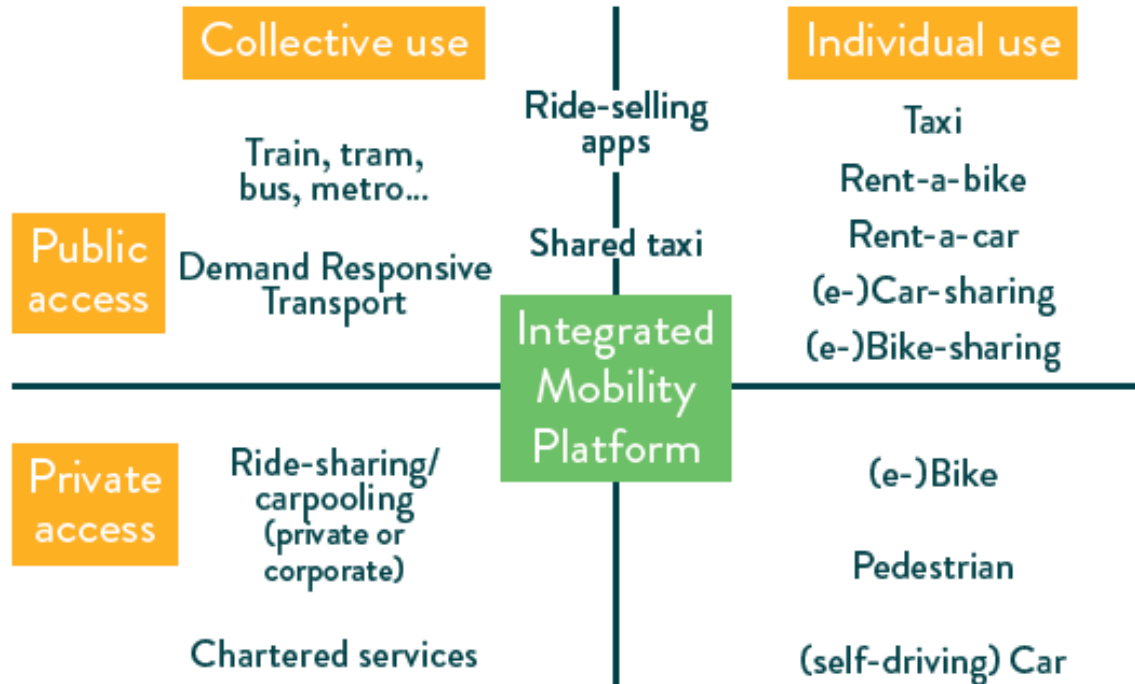 Collective use
Individual use
Public
access
Train, tram,
bus, metro...
Demand Responsive
Transport
Ride-selling
apps
Shared taxi
Taxi
Rent-a-bike
Rent-a-car
(e-)Car-sharing
(e-)Bike-sharing
Integrated
Mobility
Platform
Private
access
Ride-sharing/
carpooling
(private or
corporate)
Chartered services
(e-)Bike
Pedestrian
(self-driving) Car